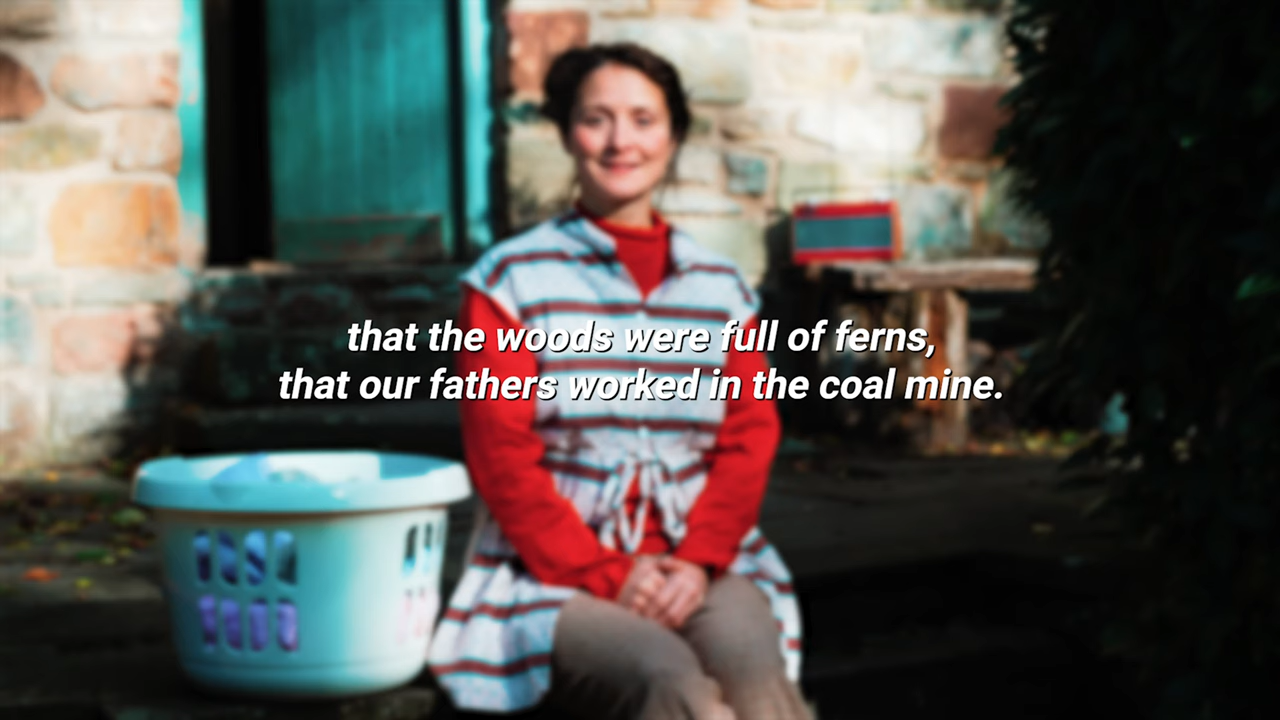 that the woods were full of ferns,
that our fathers worked in the coal mine.